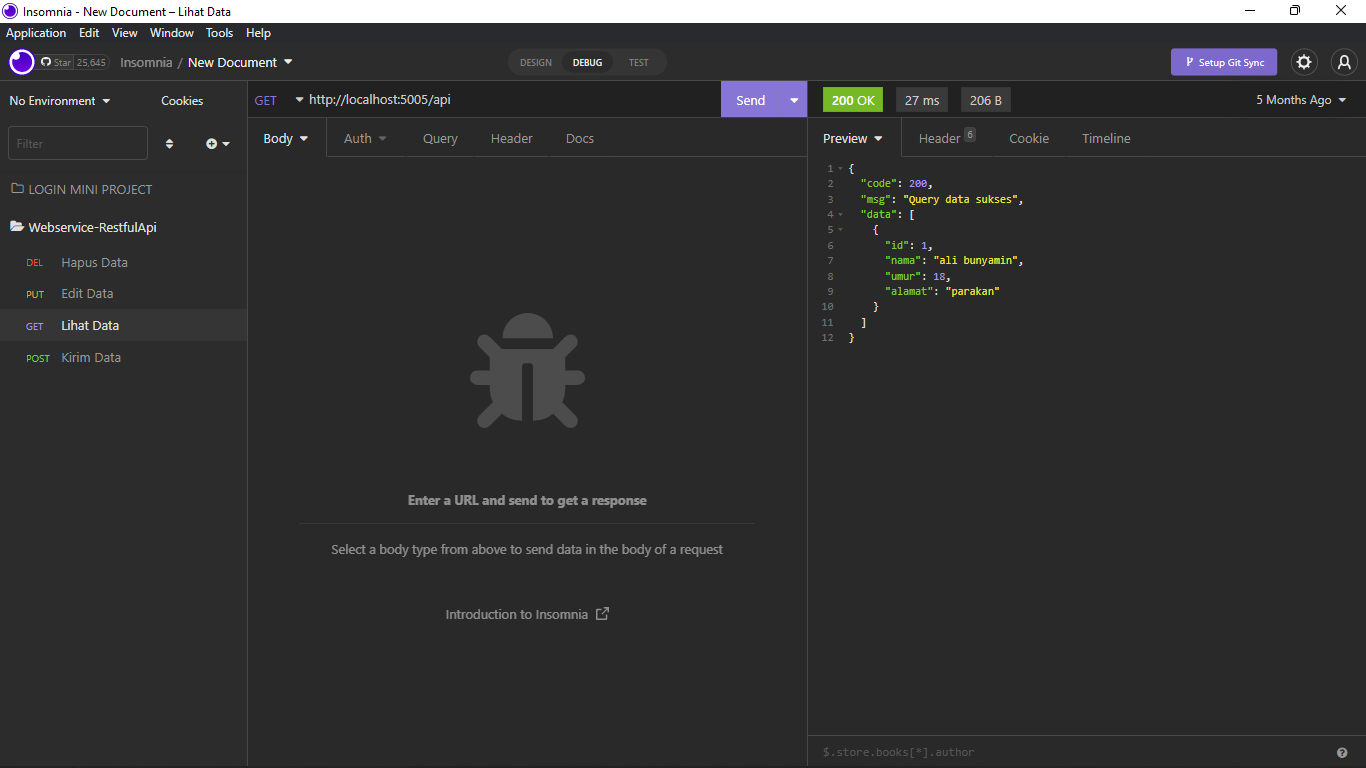 Insomnia - New Document – Lihat Data
Application Edit View Window Tools Help
Star 25,645 Insomnia / New Document DESIGN DEBUG TEST Setup Git Sync
No Environment Cookies
Filter
LOGIN MINI PROJECT
Webservice-RestfulApi
DEL Hapus Data
PUT Edit Data
GET Lihat Data
POST Kirim Data
GET http://localhost:5005/api Send
Body Auth Query Header Docs
Enter a URL and send to get a response
Select a body type from above to send data in the body of a request
Introduction to Insomnia
200 OK 27 ms 206 B 5 Months Ago
Preview Header 6 Cookie Timeline
1 {
2 "code": 200,
3 "msg": "Query data sukses",
4 "data": [
5 {
6 "id": 1,
7 "nama": "ali bunyamin",
8 "umur": 18,
9 "alamat": "parakan"
10 }
11 ]
12 }
$.store.books[*].author